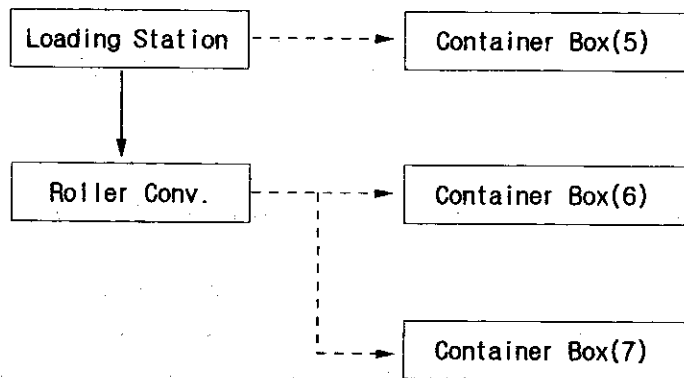 Loading Station
Container Box(5)
Roller Conv.
Container Box(6)
Container Box(7)